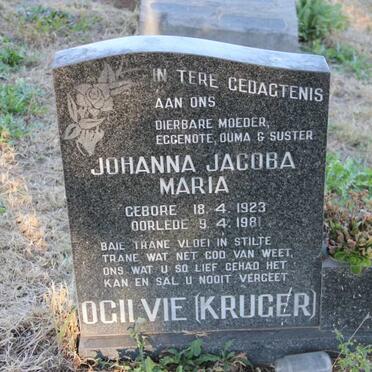 IN TERE GEDAGTENIS
AAN ONS
DIERBARE MOEDER,
EGGENOTE, OUMA & SUSTER
JOHANNA JACOBA
MARIA
GEBORE 18. 4. 1923
OORLEDE 9. 4. 1981
BAIE TRANE VLOEI IN STILTE
TRANE WAT NET GOD VAN WEET,
ONS WAT U SO LIEF GEHAD HET
KAN EN SAL U NOOIT VERGEET
OGILVIE (KRUGER)